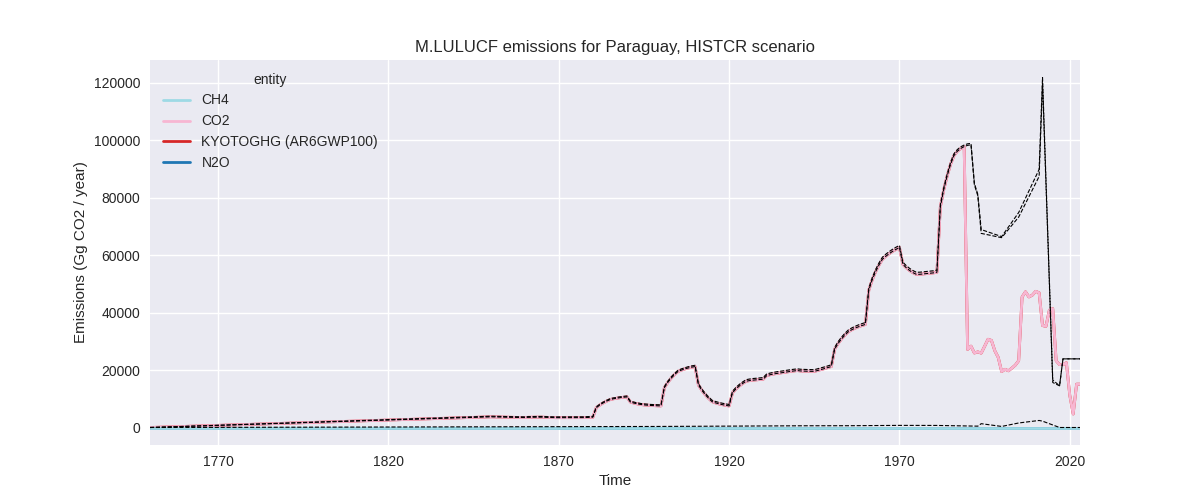 M.LULUCF emissions for Paraguay, HISTCR scenario
Emissions (Gg CO2 / year)
120000
100000
80000
60000
40000
20000
0
entity
CH4
CO2
KYOTOGHG (AR6GWP100)
N2O
1770 1820 1870 1920 1970 2020
Time